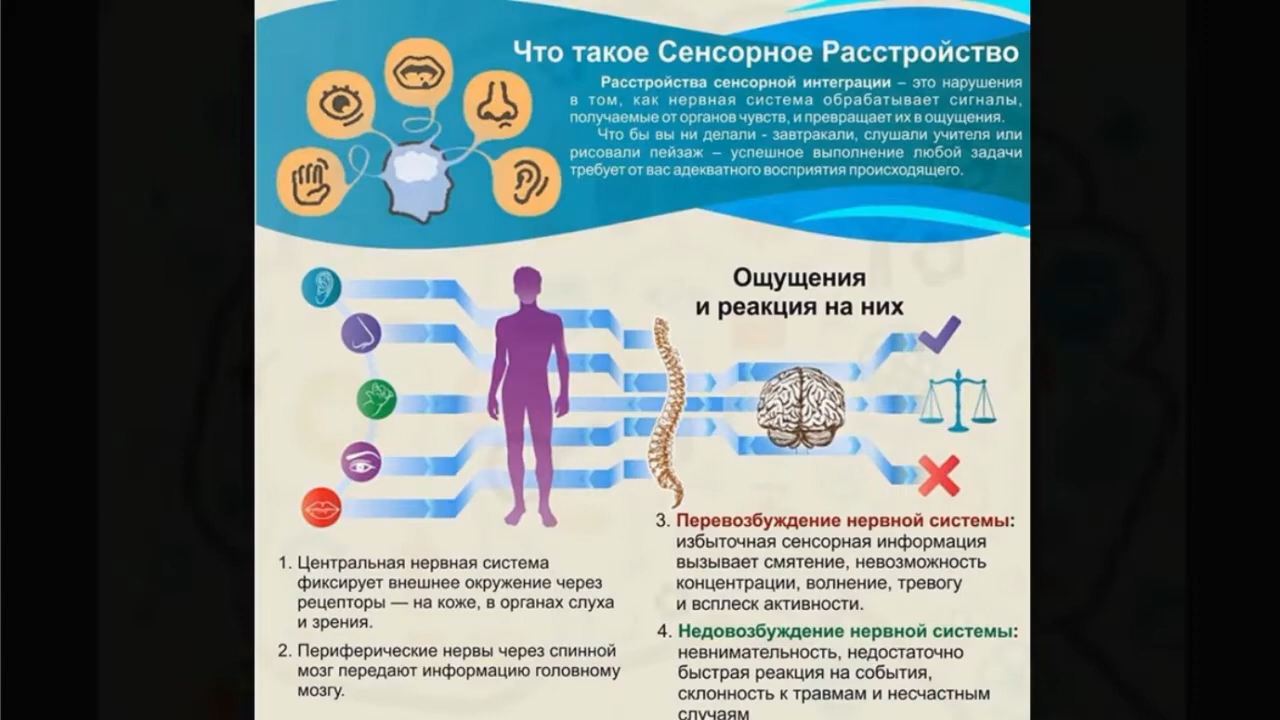 Что такое Сенсорное Расстройство
Расстройства сенсорной интеграции – это нарушения
в том, как нервная система обрабатывает сигналы,
получаемые от органов чувств, и превращает их в ощущения.
Что бы вы ни делали - завтракали, слушали учителя или
рисовали пейзаж – успешное выполнение любой задачи
требует от вас адекватного восприятия происходящего.
Ощущения
и реакция на них
1. Центральная нервная система
фиксирует внешнее окружение через
рецепторы — на коже, в органах слуха
и зрения.
2. Периферические нервы через спинной
мозг передают информацию головному
мозгу.
3. Перевозбуждение нервной системы:
избыточная сенсорная информация
вызывает смятение, невозможность
концентрации, волнение, тревогу
и всплеск активности.
4. Недовозбуждение нервной системы:
невнимательность, недостаточно
быстрая реакция на события,
склонность к травмам и несчастным
случаям